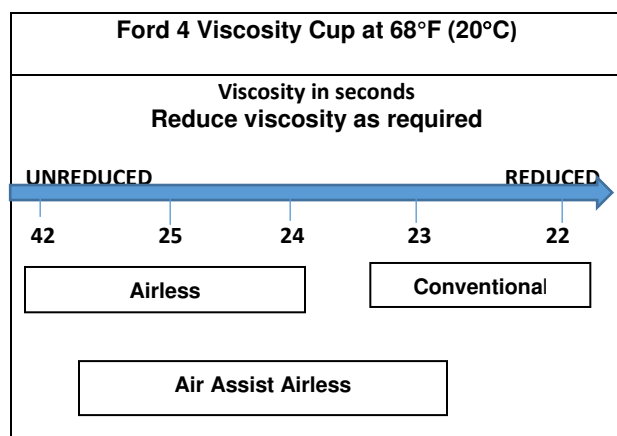 Ford 4 Viscosity Cup at 68°F (20°C)
Viscosity in seconds
Reduce viscosity as required
UNREDUCED REDUCED
42 25 24 23 22
Airless Conventional
Air Assist Airless